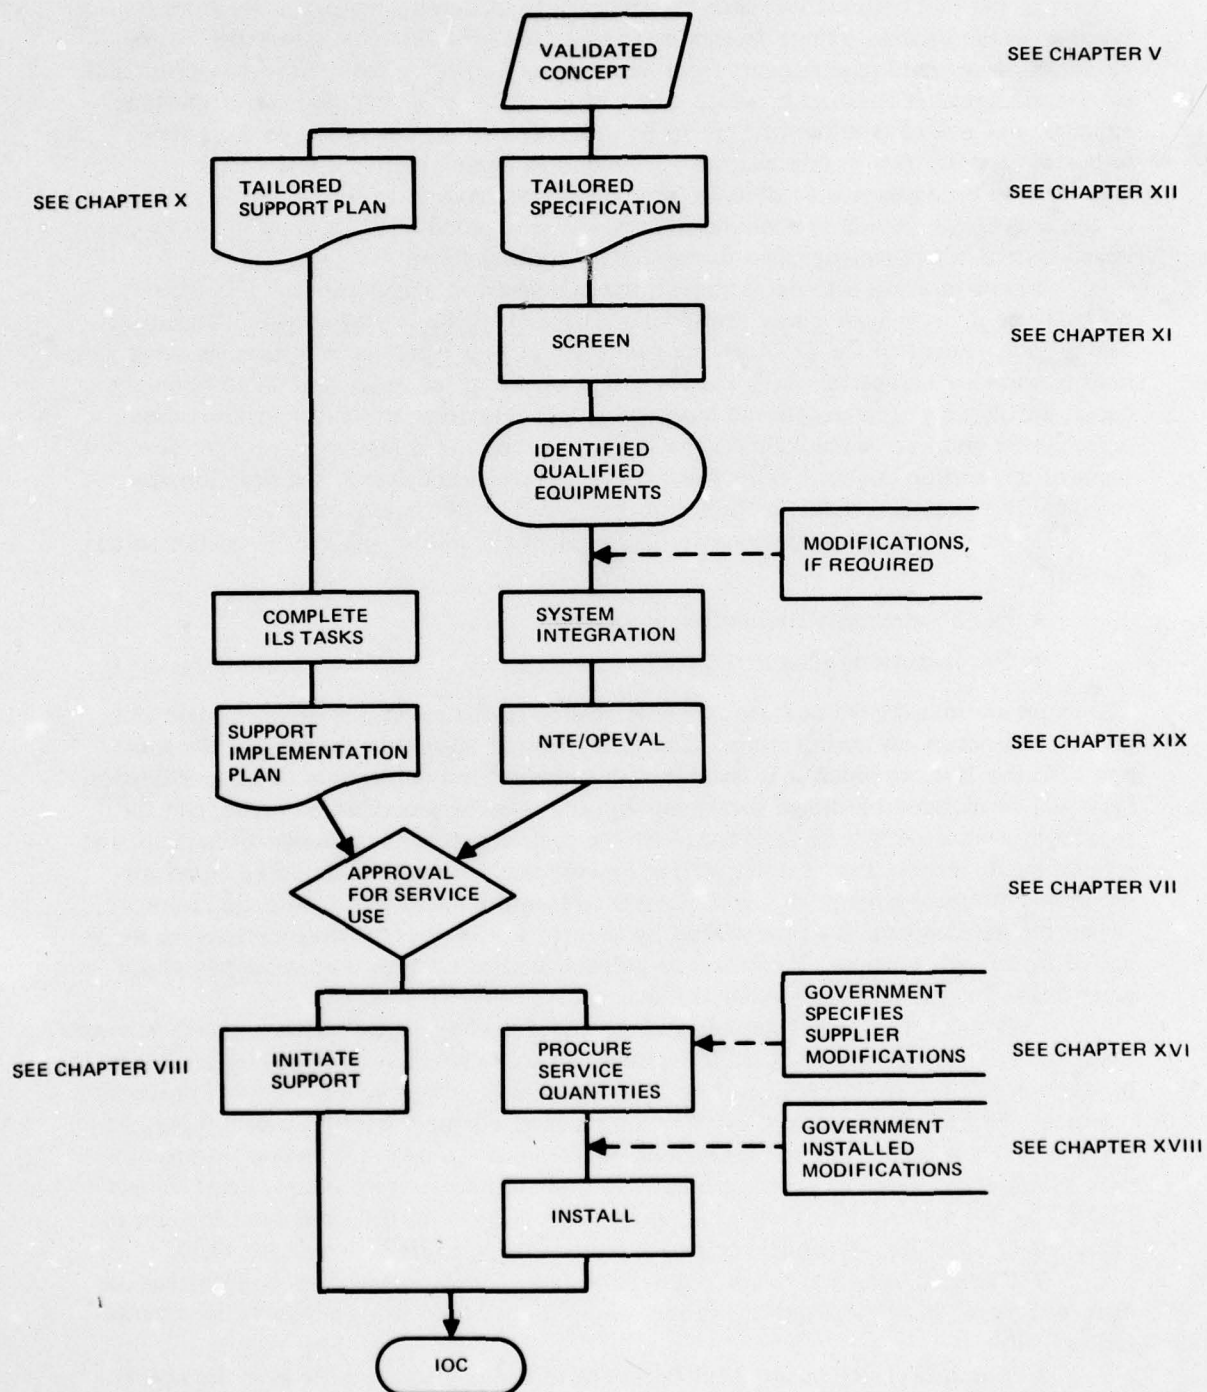 VALIDATED
CONCEPT
SEE CHAPTER V
SEE CHAPTER X
TAILORED
SUPPORT PLAN
TAILORED
SPECIFICATION
SEE CHAPTER XII
SCREEN
SEE CHAPTER XI
IDENTIFIED
QUALIFIED
EQUIPMENTS
MODIFICATIONS,
IF REQUIRED
COMPLETE
ILS TASKS
SYSTEM
INTEGRATION
SUPPORT
IMPLEMENTATION
PLAN
NTE/OPEVAL
SEE CHAPTER XIX
APPROVAL
FOR SERVICE
USE
SEE CHAPTER VII
SEE CHAPTER VIII
INITIATE
SUPPORT
PROCURE
SERVICE
QUANTITIES
GOVERNMENT
SPECIFIES
SUPPLIER
MODIFICATIONS
SEE CHAPTER XVI
GOVERNMENT
INSTALLED
MODIFICATIONS
SEE CHAPTER XVIII
INSTALL
IOC